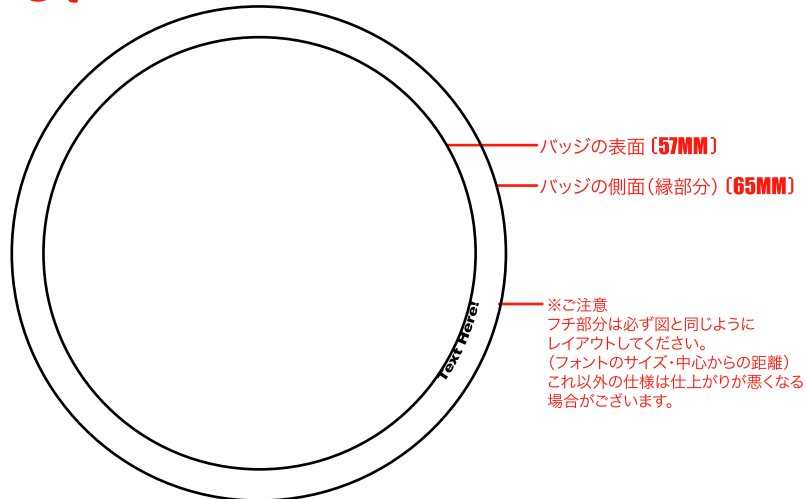 バッジの表面〔57MM〕
バッジの側面（縁部分）〔65MM〕
※ご注意
フチ部分は必ず図と同じように
レイアウトしてください。
（フォントのサイズ・中心からの距離）
これ以外の仕様は仕上がりが悪くなる
場合がございます。
Text Here!